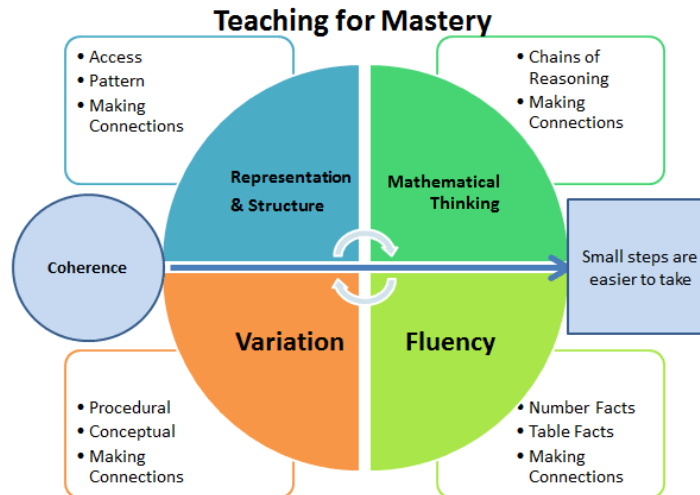 Teaching for Mastery
• Access
• Pattern
• Making
Connections
• Chains of
Reasoning
• Making
Connections
Representation
& Structure
Mathematical
Thinking
Coherence
Small steps are
easier to take
Variation
Fluency
• Procedural
• Conceptual
• Making
Connections
• Number Facts
• Table Facts
• Making
Connections